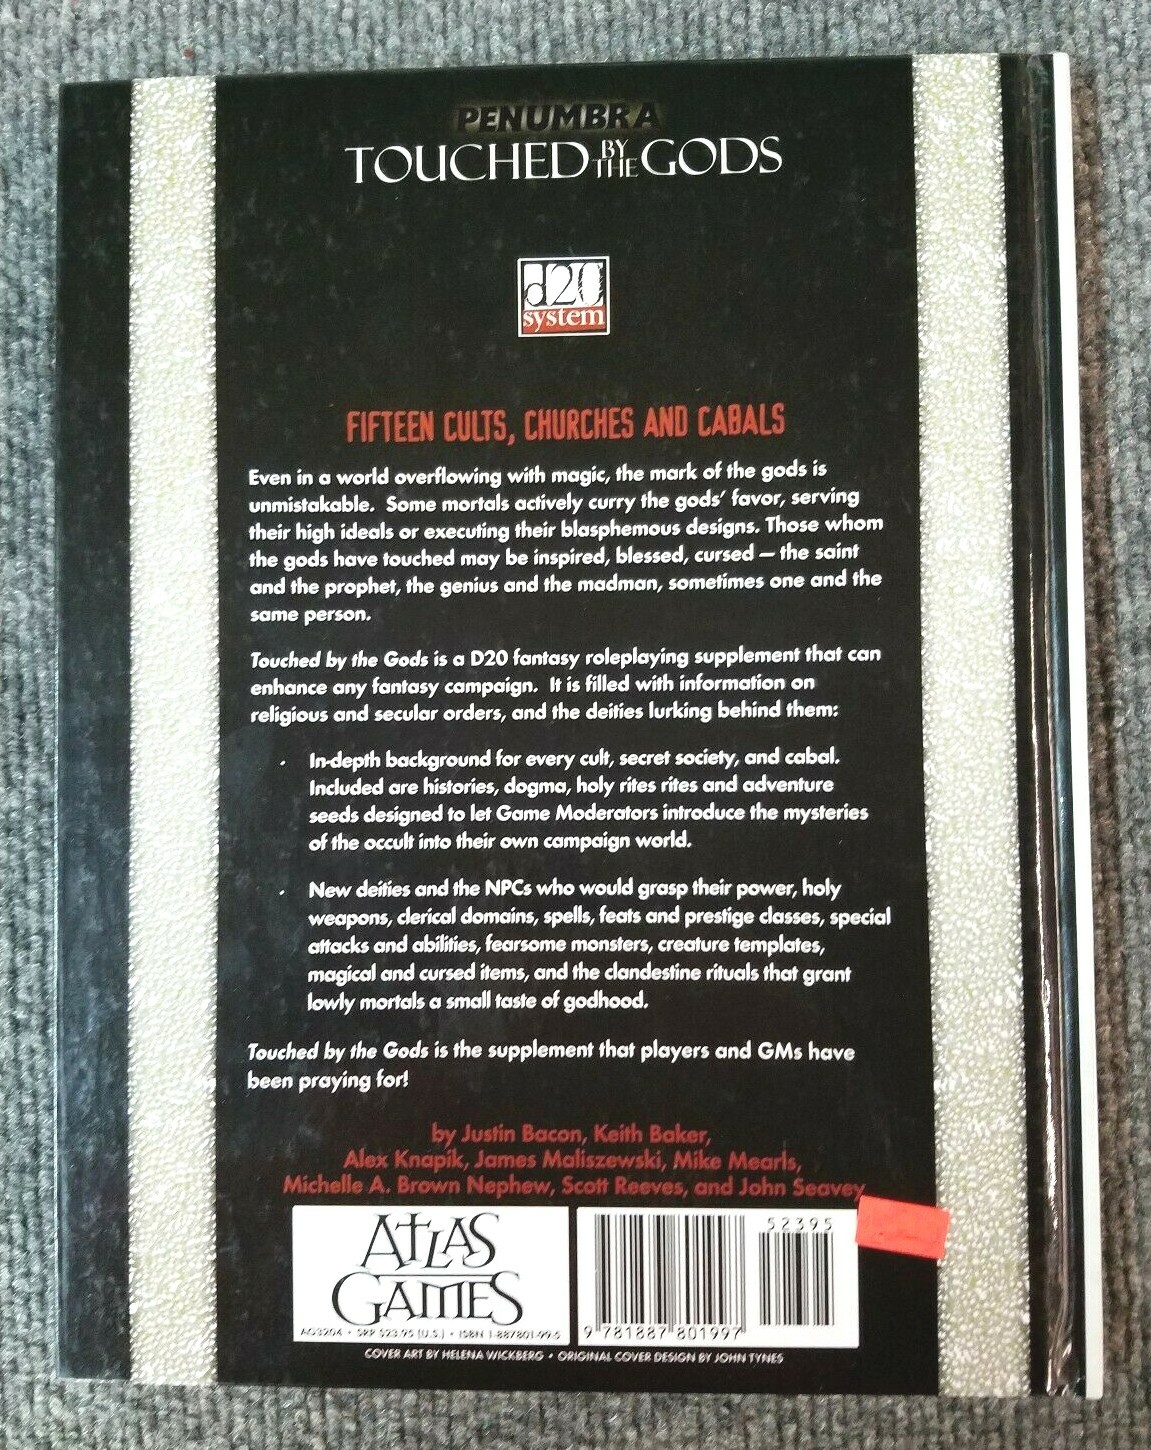 PENUMBRA
TOUCHED BY THE GODS
d20
system
FIFTEEN CULTS, CHURCHES AND CABALS
Even in a world overflowing with magic, the mark of the gods is
unmistakable. Some mortals actively curry the gods' favor, serving
their high ideals or executing their blasphemous designs. Those whom
the gods have touched may be inspired, blessed, cursed — the saint
and the prophet, the genius and the madman, sometimes one and the
same person.
Touched by the Gods is a D20 fantasy roleplaying supplement that can
enhance any fantasy campaign. It is filled with information on
religious and secular orders, and the deities lurking behind them:
• In-depth background for every cult, secret society, and cabal.
Included are histories, dogma, holy rites rites and adventure
seeds designed to let Game Moderators introduce the mysteries
of the occult into their own campaign world.
• New deities and the NPCs who would grasp their power, holy
weapons, clerical domains, spells, feats and prestige classes, special
attacks and abilities, fearsome monsters, creature templates,
magical and cursed items, and the clandestine rituals that grant
lowly mortals a small taste of godhood.
Touched by the Gods is the supplement that players and GMs have
been praying for!
by Justin Bacon, Keith Baker,
Alex Knapik, James Maliszewski, Mike Mearls,
Michelle A. Brown Nephew, Scott Reeves, and John Seavey
ATLAS
GAMES
AG3204 • SRP $23.95 (U.S.) • ISBN 1-887801-99-5
52395
9 781887 801997
COVER ART BY HELENA WICKBERG • ORIGINAL COVER DESIGN BY JOHN TYNES